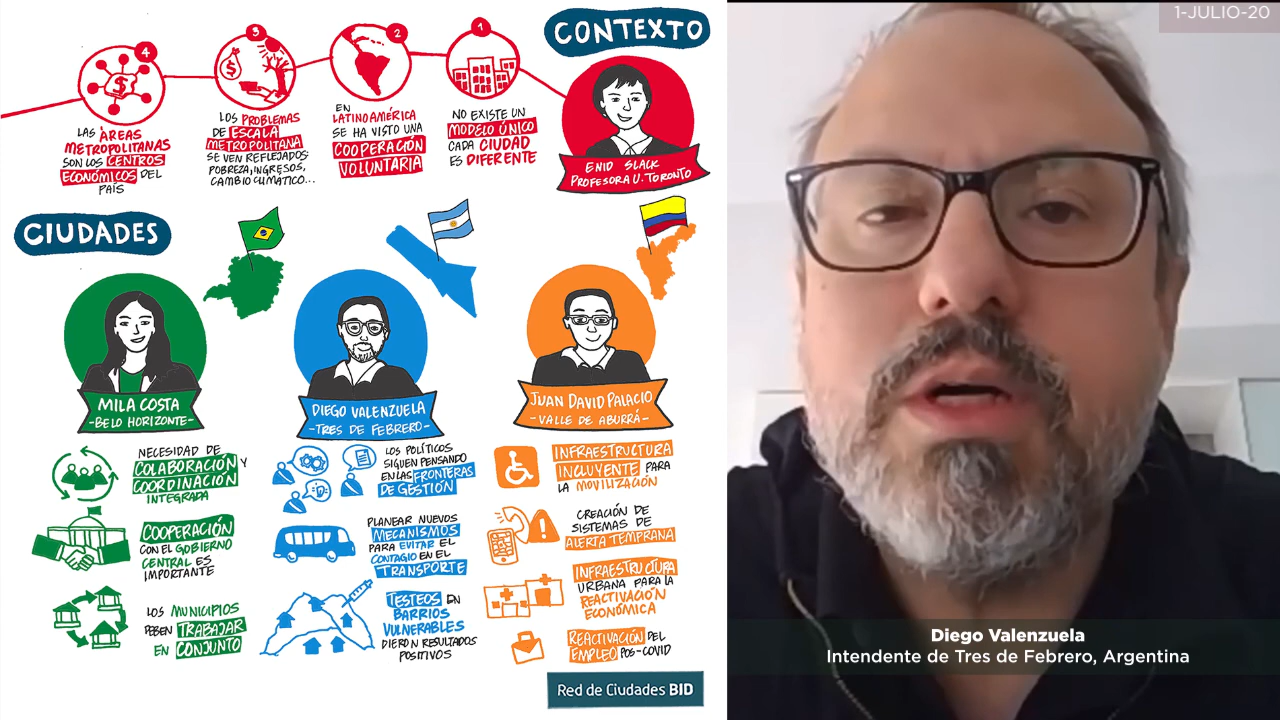 CONTEXTO
1
NO EXISTE UN
MODELO ÚNICO
CADA CIUDAD
ES DIFERENTE
2
EN
LATINOAMÉRICA
SE HA VISTO UNA
COOPERACIÓN
VOLUNTARIA
3
LOS PROBLEMAS
DE ESCALA
METROPOLITANA
SE VEN REFLEJADOS:
POBREZA, INGRESOS,
CAMBIO CLIMÁTICO...
4
LAS ÁREAS
METROPOLITANAS
SON LOS CENTROS
ECONÓMICOS DEL
PAÍS
$
$
ENID SLACK
PROFESORA U. TORONTO
CIUDADES
MILA COSTA
-BELO HORIZONTE-
NECESIDAD DE
COLABORACIÓN Y
COORDINACIÓN
INTEGRADA
COOPERACIÓN
CON EL GOBIERNO
CENTRAL ES
IMPORTANTE
LOS MUNICIPIOS
DEBEN TRABAJAR
EN CONJUNTO
DIEGO VALENZUELA
-TRES DE FEBRERO-
LOS POLÍTICOS
SIGUEN PENSANDO
EN LAS FRONTERAS
DE GESTIÓN
PLANEAR NUEVOS
MECANISMOS
PARA EVITAR EL
CONTAGIO EN EL
TRANSPORTE
TESTEOS EN
BARRIOS
VULNERABLES
DIERON RESULTADOS
POSITIVOS
JUAN DAVID PALACIO
-VALLE DE ABURRÁ-
INFRAESTRUCTURA
INCLUYENTE PARA
LA MOVILIZACIÓN
CREACIÓN DE
SISTEMAS DE
ALERTA TEMPRANA
INFRAESTRUCTURA
URBANA PARA LA
REACTIVACIÓN
ECONÓMICA
REACTIVACIÓN DEL
EMPLEO POS-COVID
Red de Ciudades BID
1-JULIO-20
Diego Valenzuela
Intendente de Tres de Febrero, Argentina